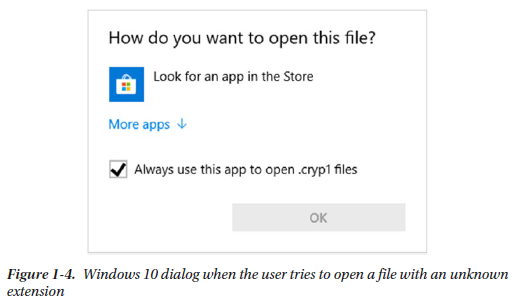 How do you want to open this file?
Look for an app in the Store
More apps ↓
Always use this app to open .cryp1 files
OK
Figure 1-4. Windows 10 dialog when the user tries to open a file with an unknown
extension